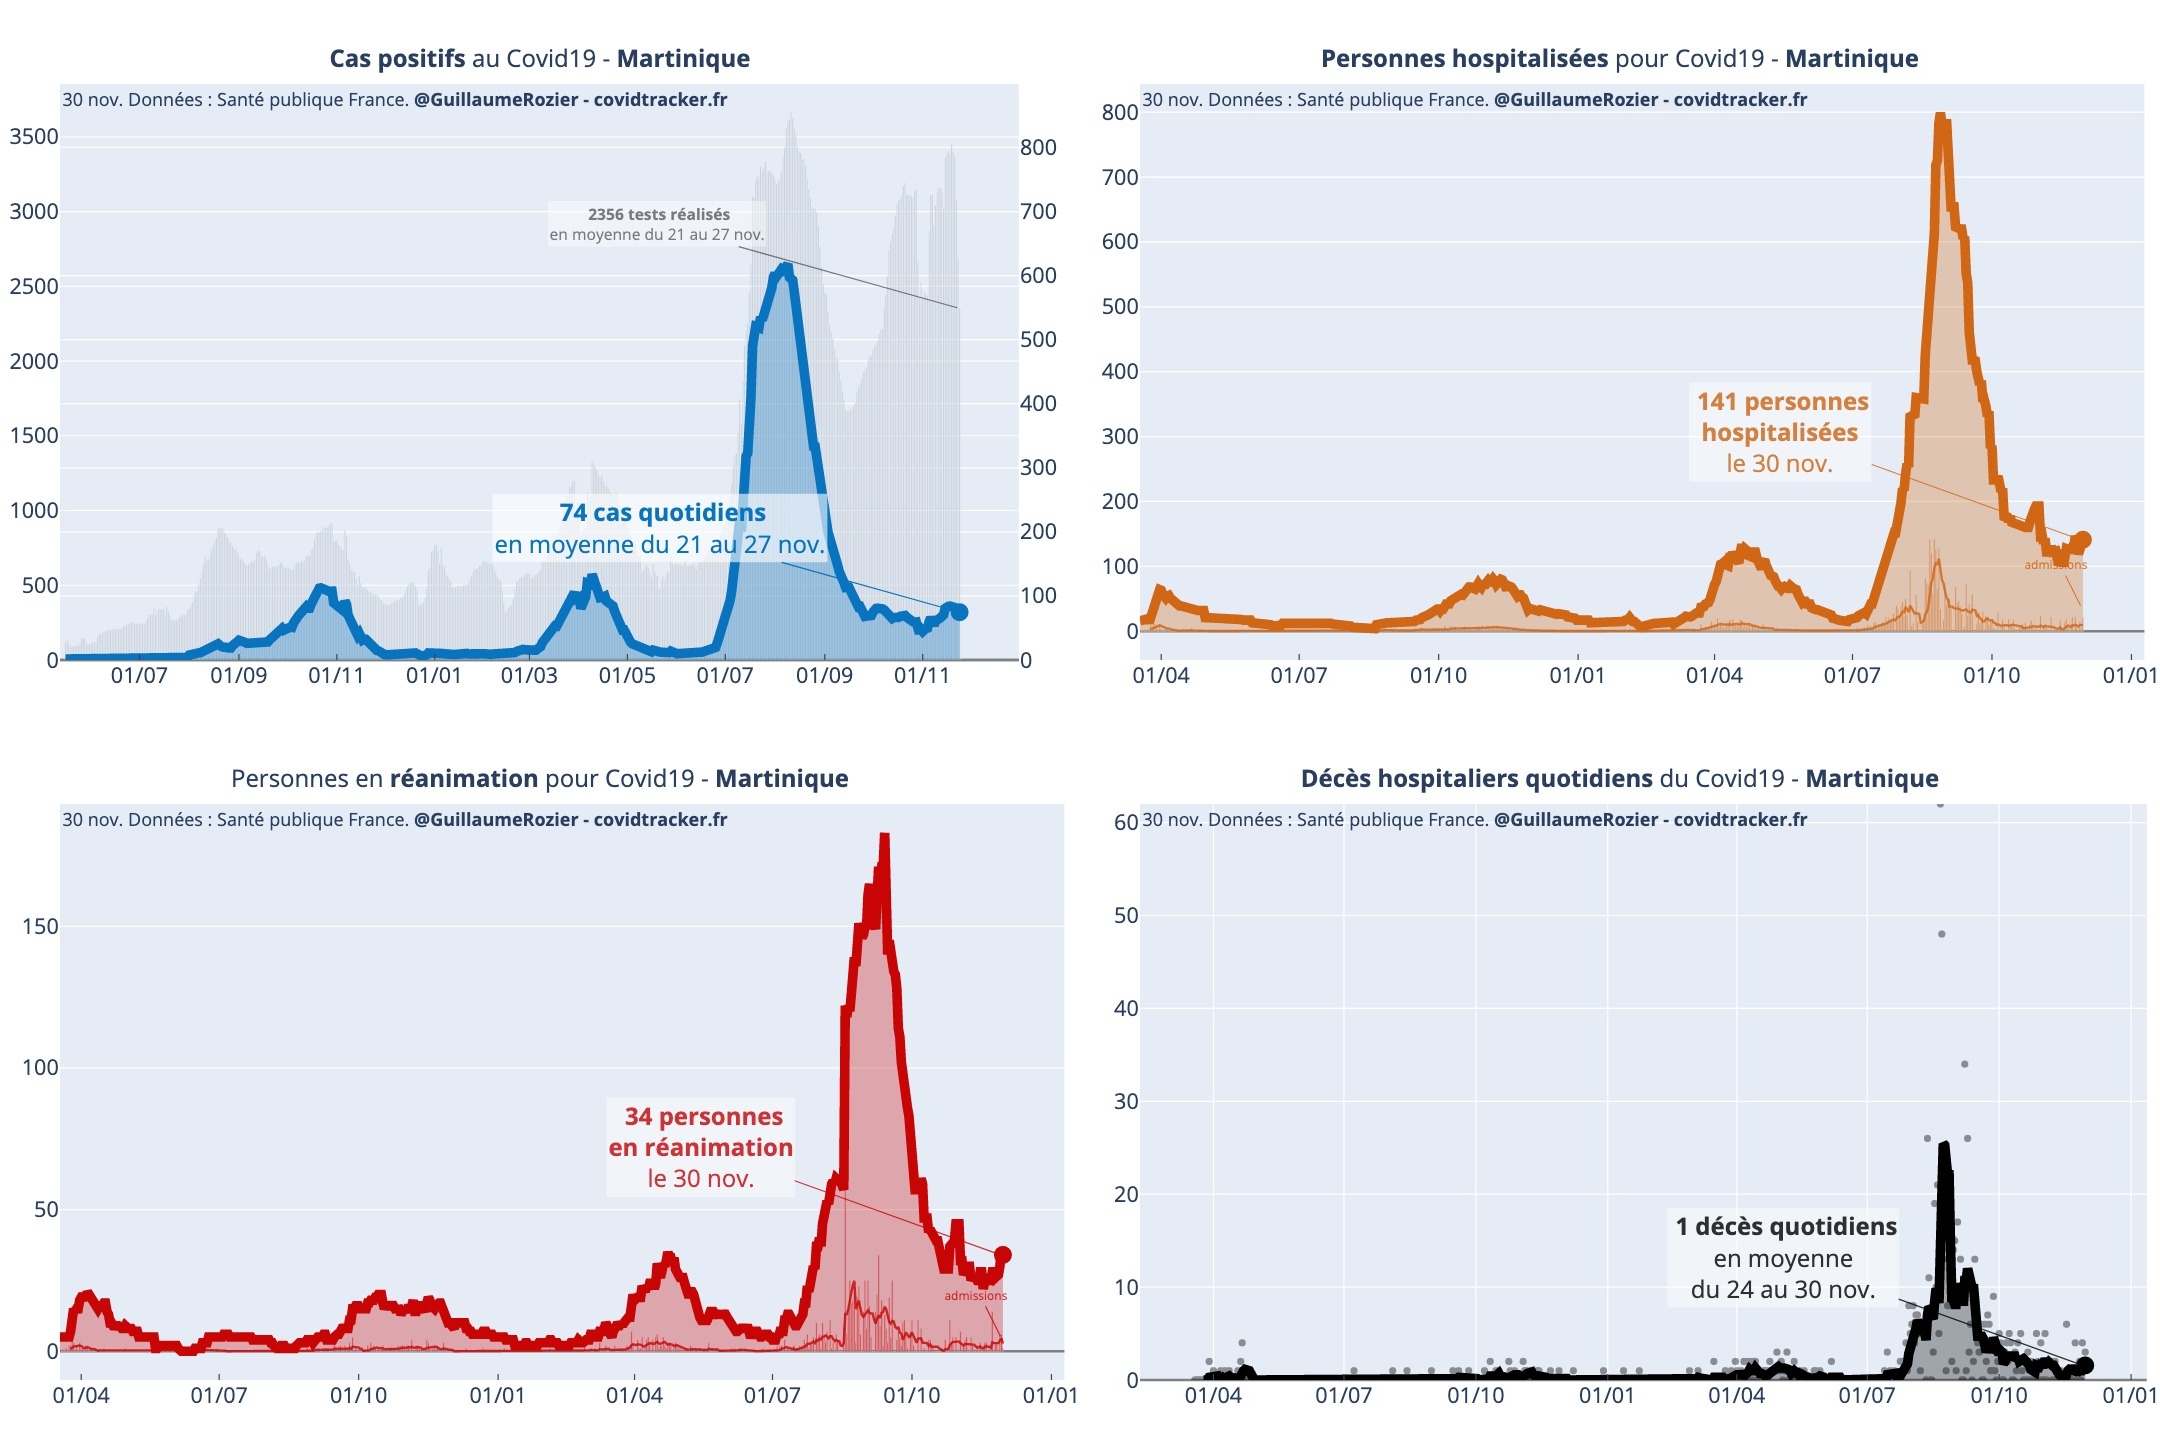 Cas positifs au Covid19 - Martinique
30 nov. Données : Santé publique France. @GuillaumeRozier - covidtracker.fr
3500
3000
2500
2000
1500
1000
500
0
800
700
600
500
400
300
200
100
0
2356 tests réalisés
en moyenne du 21 au 27 nov.
74 cas quotidiens
en moyenne du 21 au 27 nov.
01/07 01/09 01/11 01/01 01/03 01/05 01/07 01/09 01/11
Personnes hospitalisées pour Covid19 - Martinique
30 nov. Données : Santé publique France. @GuillaumeRozier - covidtracker.fr
800
700
600
500
400
300
200
100
0
141 personnes
hospitalisées
le 30 nov.
admissions
01/04 01/07 01/10 01/01 01/04 01/07 01/10 01/01
Personnes en réanimation pour Covid19 - Martinique
30 nov. Données : Santé publique France. @GuillaumeRozier - covidtracker.fr
150
100
50
0
34 personnes
en réanimation
le 30 nov.
admissions
01/04 01/07 01/10 01/01 01/04 01/07 01/10 01/01
Décès hospitaliers quotidiens du Covid19 - Martinique
30 nov. Données : Santé publique France. @GuillaumeRozier - covidtracker.fr
60
50
40
30
20
10
0
1 décès quotidiens
en moyenne
du 24 au 30 nov.
01/04 01/07 01/10 01/01 01/04 01/07 01/10 01/01